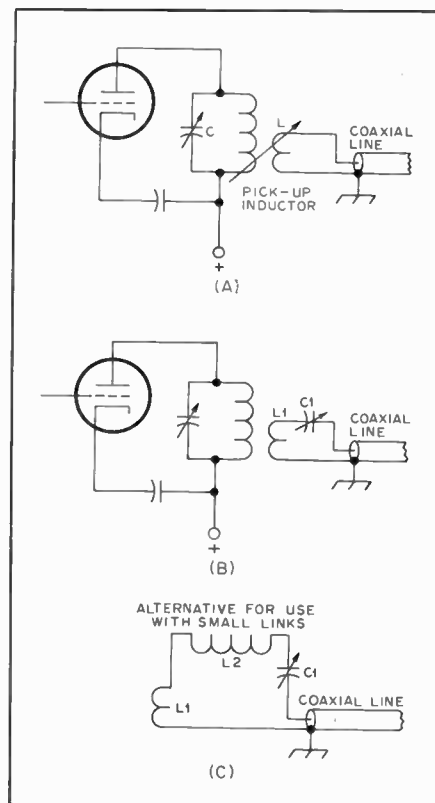 C
L
COAXIAL
LINE
PICK-UP
INDUCTOR
+
(A)
L1
C1
COAXIAL
LINE
+
(B)
ALTERNATIVE FOR USE
WITH SMALL LINKS
L2
C1
L1
COAXIAL LINE
(C)